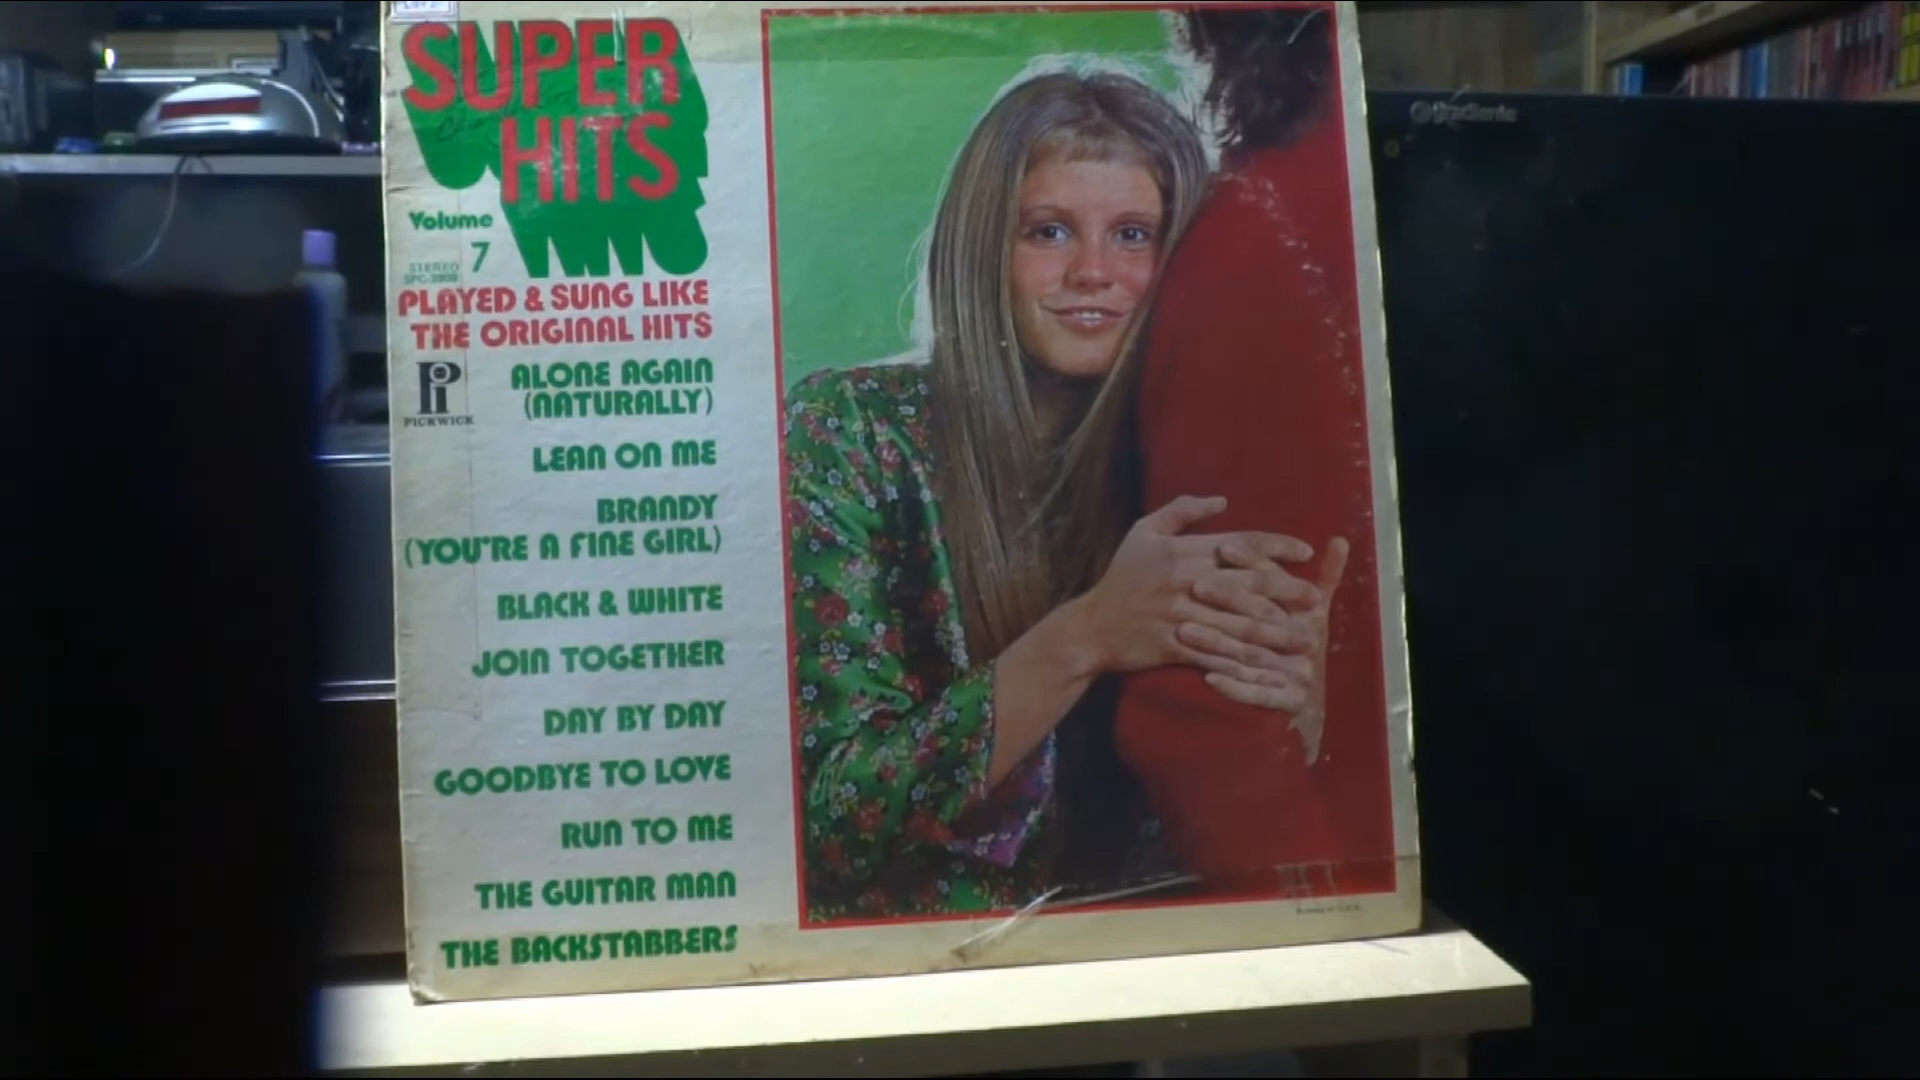 SUPER
HITS
Volume
7
STEREO
PLAYED & SUNG LIKE
THE ORIGINAL HITS
PICKWICK
ALONE AGAIN
(NATURALLY)
LEAN ON ME
BRANDY
(YOU'RE A FINE GIRL)
BLACK & WHITE
JOIN TOGETHER
DAY BY DAY
GOODBYE TO LOVE
RUN TO ME
THE GUITAR MAN
THE BACKSTABBERS
gradiente